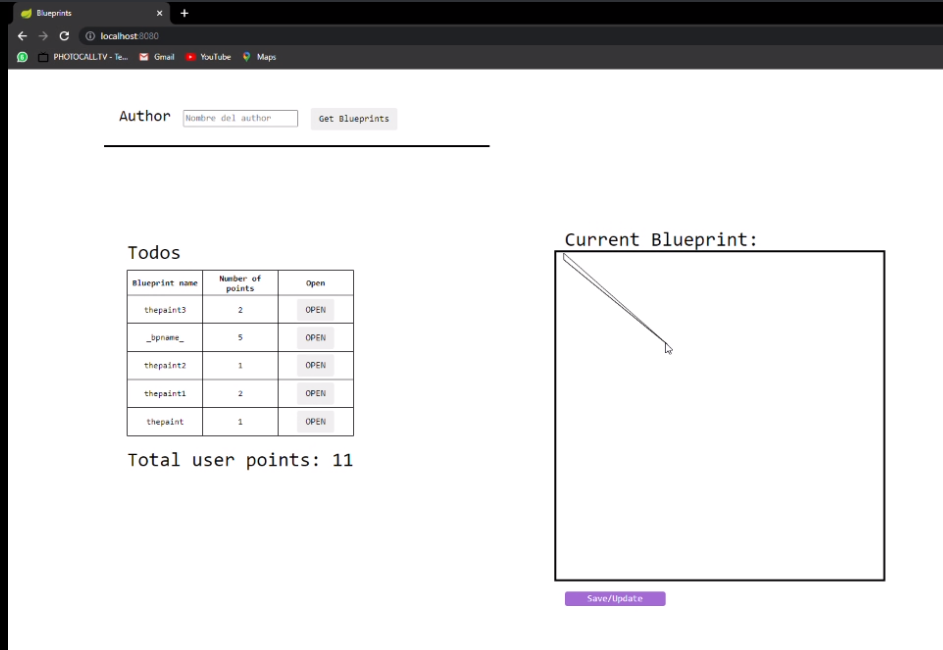 Blueprints
localhost:8080
PHOTOCALL.TV - Te... Gmail YouTube Maps
Author Nombre del author Get Blueprints
Todos
Blueprint name Number of points Open
thepaint3 2 OPEN
_bpname_ 5 OPEN
thepaint2 1 OPEN
thepaint1 2 OPEN
thepaint 1 OPEN
Total user points: 11
Current Blueprint:
Save/Update